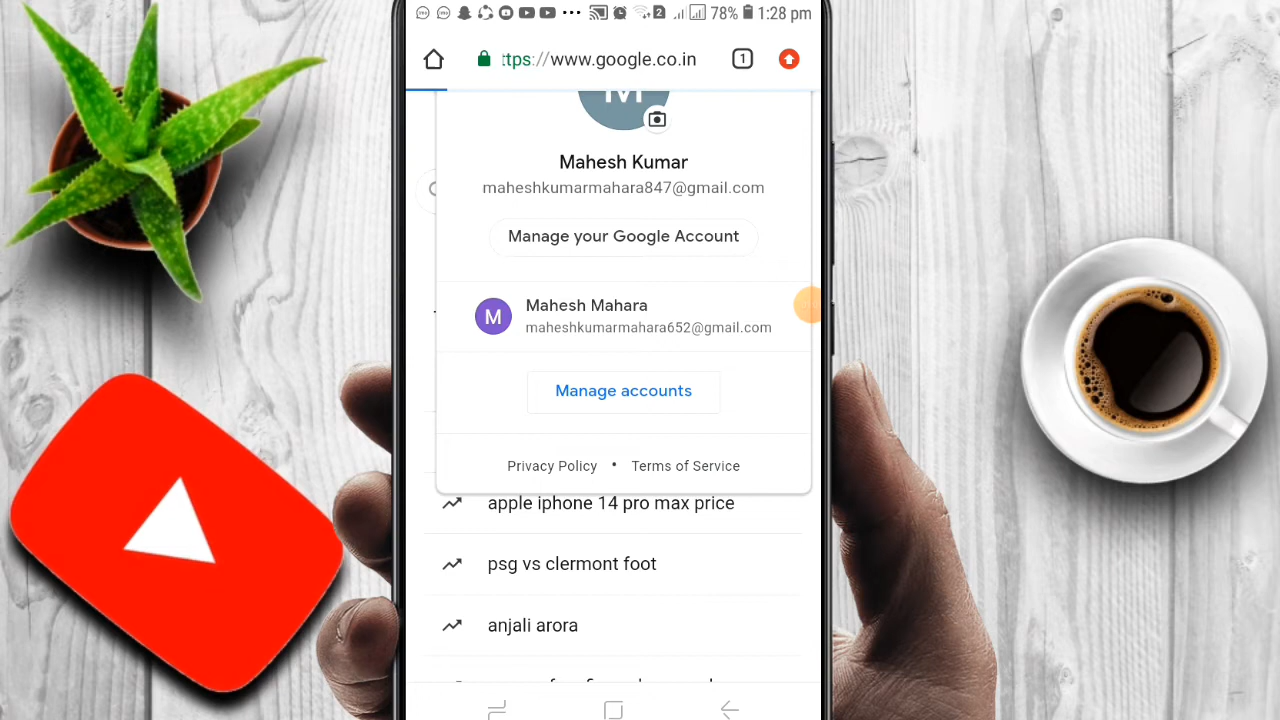 78% 1:28 pm
ttps://www.google.co.in 1
M
Mahesh Kumar
maheshkumarmahara847@gmail.com
Manage your Google Account
M Mahesh Mahara
maheshkumarmahara652@gmail.com
Manage accounts
Privacy Policy • Terms of Service
apple iphone 14 pro max price
psg vs clermont foot
anjali arora